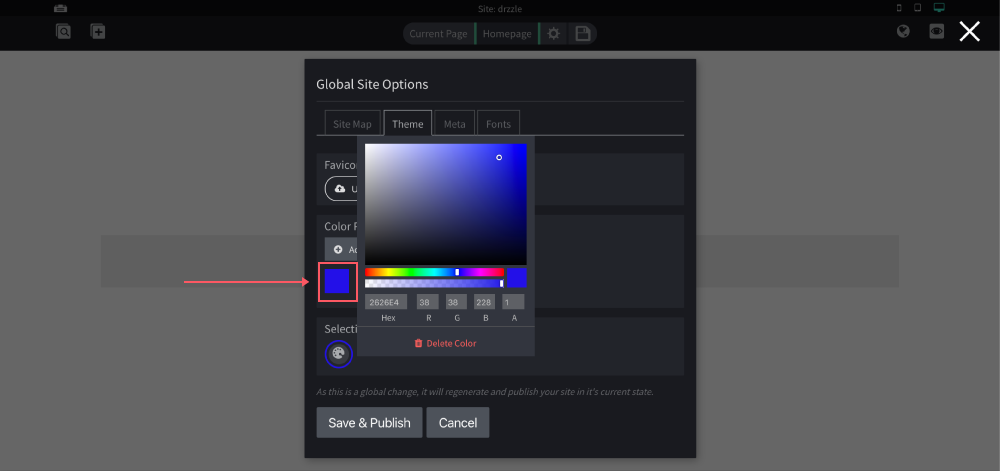 Site: drzzle
Current Page Homepage
Global Site Options
Site Map Theme Meta Fonts
Favico
U
Color P
Ad
2626E4 38 38 228 1
Hex R G B A
Selecti
Delete Color
As this is a global change, it will regenerate and publish your site in it's current state.
Save & Publish Cancel